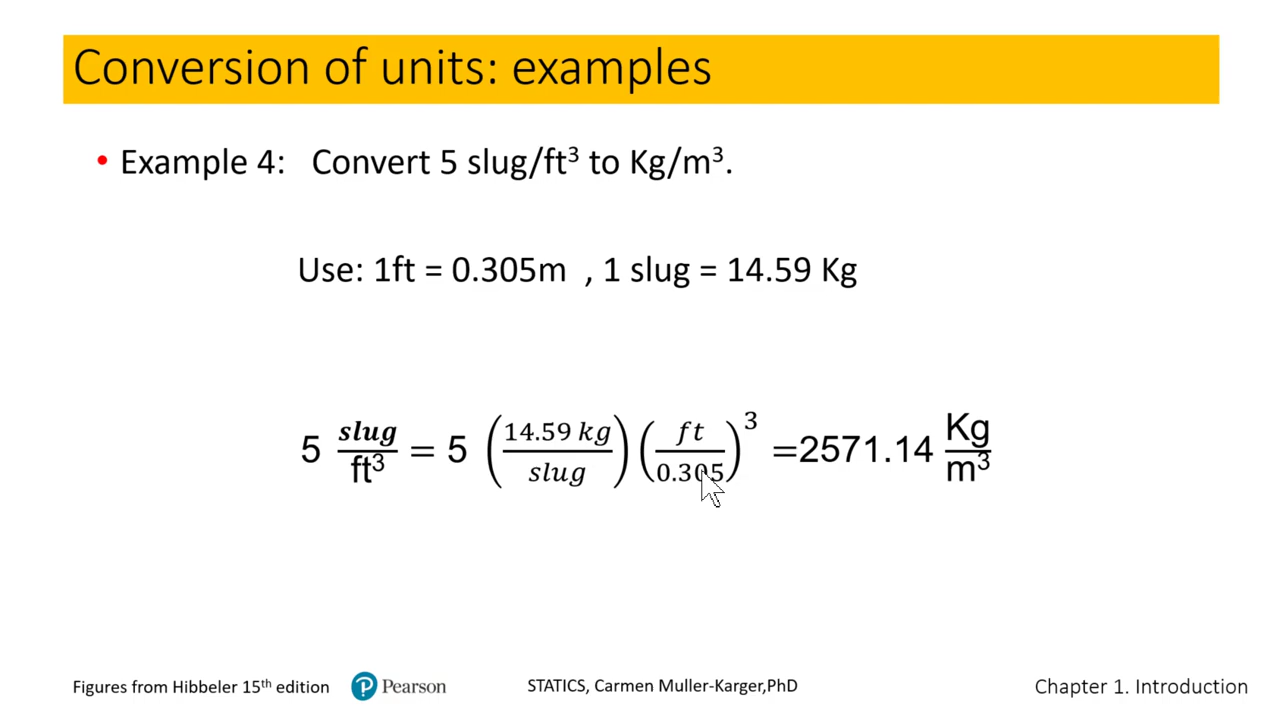 Conversion of units: examples
• Example 4: Convert 5 slug/ft³ to Kg/m³.
Use: 1ft = 0.305m , 1 slug = 14.59 Kg
5 slug/ft³ = 5 (14.59 kg/slug) (ft/0.305)³ =2571.14 Kg/m³
Figures from Hibbeler 15th edition
Pearson
STATICS, Carmen Muller-Karger,PhD
Chapter 1. Introduction